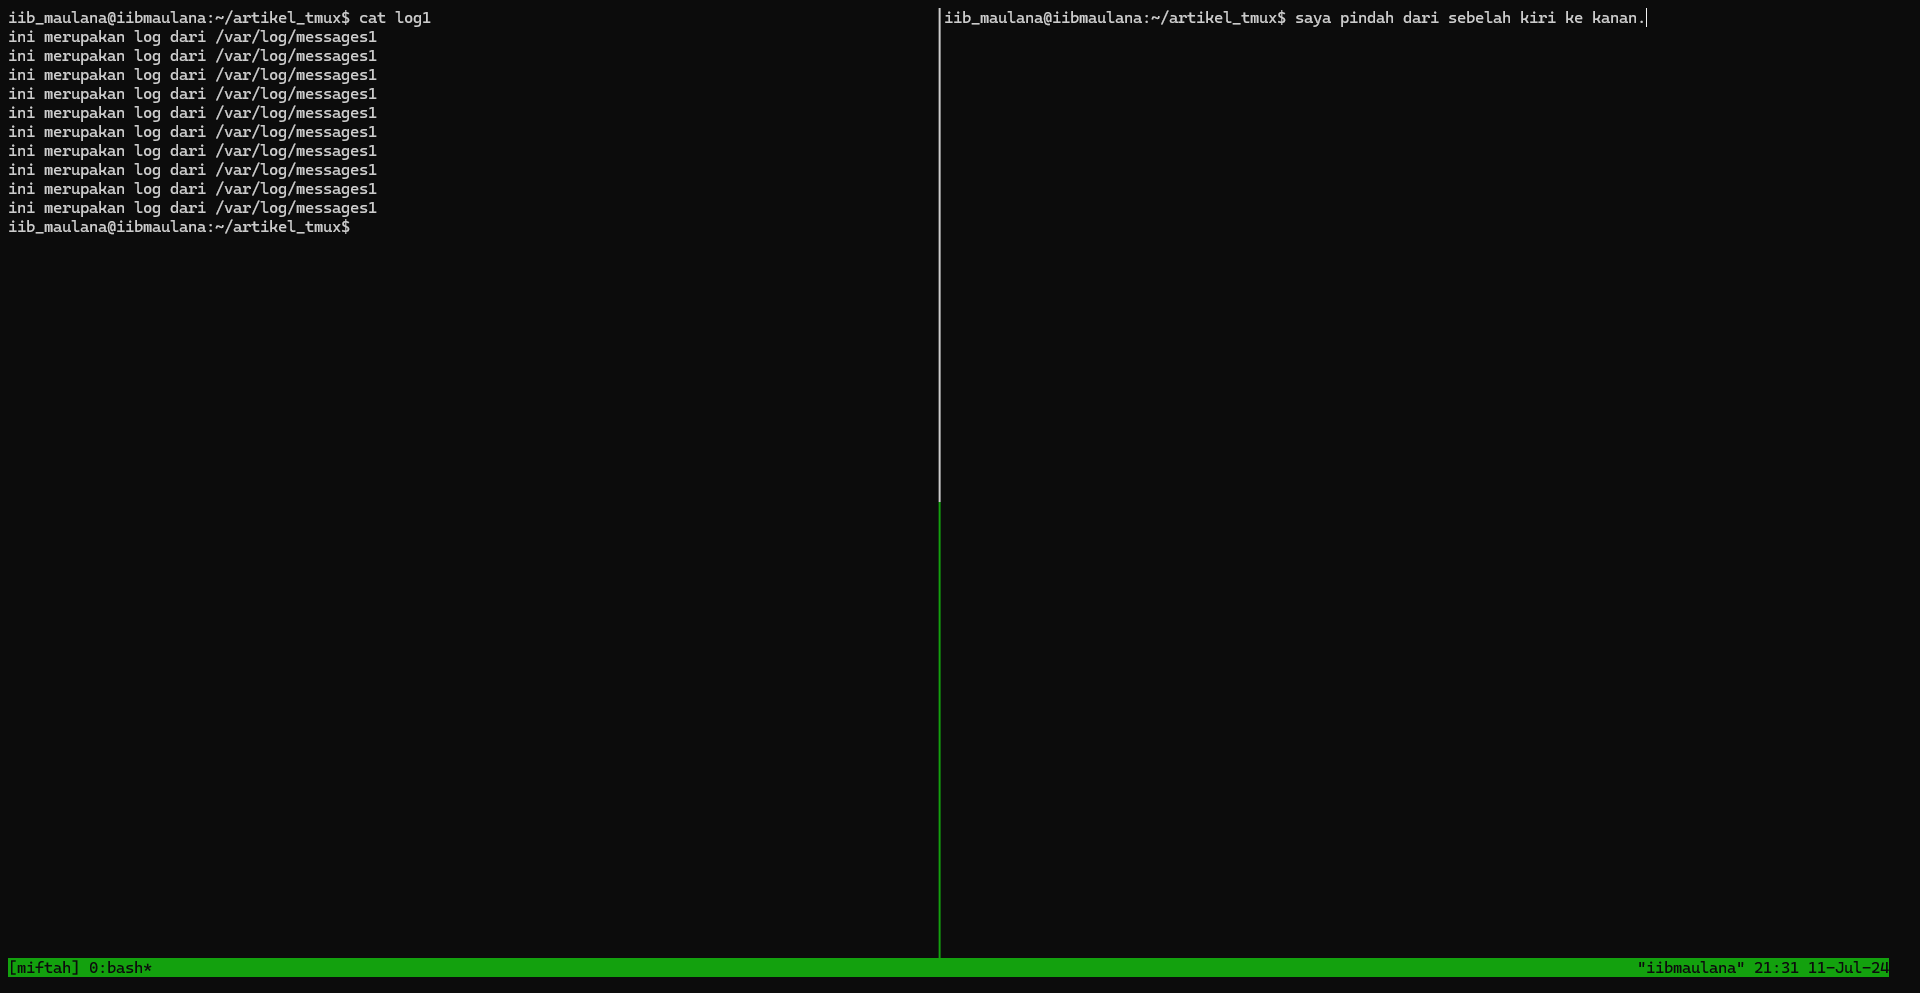 iib_maulana@iibmaulana:~/artikel_tmux$ cat log1
ini merupakan log dari /var/log/messages1
ini merupakan log dari /var/log/messages1
ini merupakan log dari /var/log/messages1
ini merupakan log dari /var/log/messages1
ini merupakan log dari /var/log/messages1
ini merupakan log dari /var/log/messages1
ini merupakan log dari /var/log/messages1
ini merupakan log dari /var/log/messages1
ini merupakan log dari /var/log/messages1
ini merupakan log dari /var/log/messages1
iib_maulana@iibmaulana:~/artikel_tmux$
iib_maulana@iibmaulana:~/artikel_tmux$ saya pindah dari sebelah kiri ke kanan.
[miftah] 0:bash*
"iibmaulana" 21:31 11-Jul-24